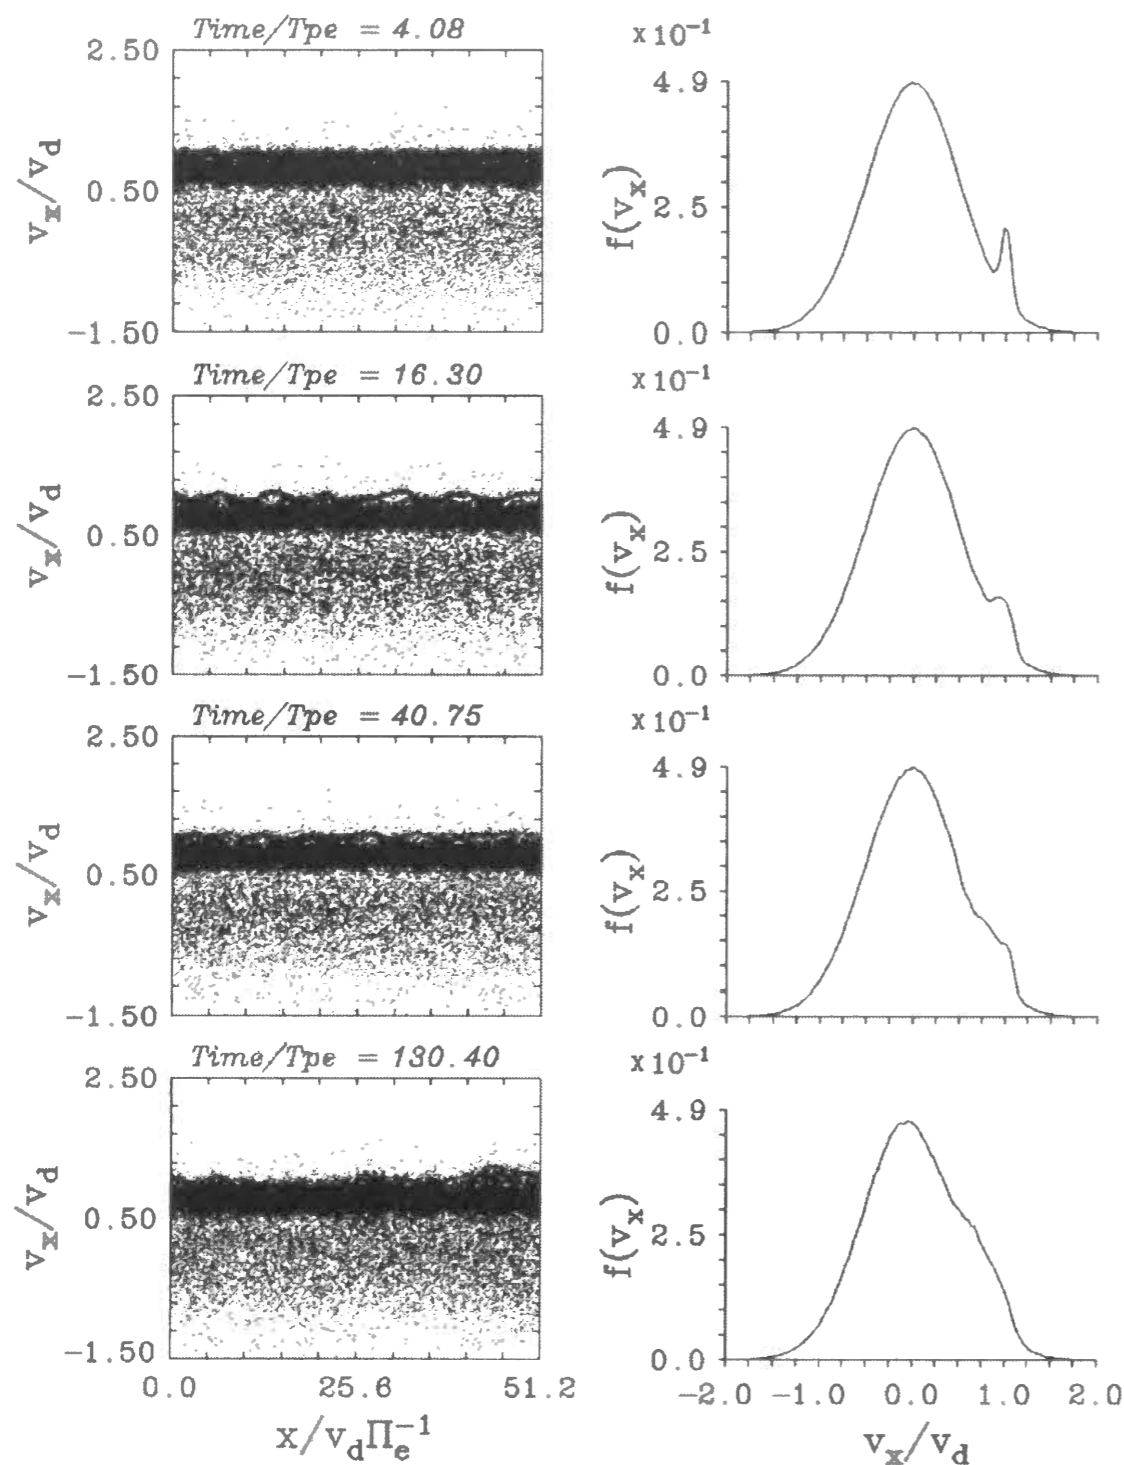 Time/Tpe = 4.08
2.50
0.50
-1.50
v_x/v_d
x10^-1
4.9
2.5
0.0
f(v_x)
Time/Tpe = 16.30
2.50
0.50
-1.50
v_x/v_d
x10^-1
4.9
2.5
0.0
f(v_x)
Time/Tpe = 40.75
2.50
0.50
-1.50
v_x/v_d
x10^-1
4.9
2.5
0.0
f(v_x)
Time/Tpe = 130.40
2.50
0.50
-1.50
v_x/v_d
0.0 25.6 51.2
x/v_dΠ_e^-1
x10^-1
4.9
2.5
0.0
f(v_x)
-2.0 -1.0 0.0 1.0 2.0
v_x/v_d